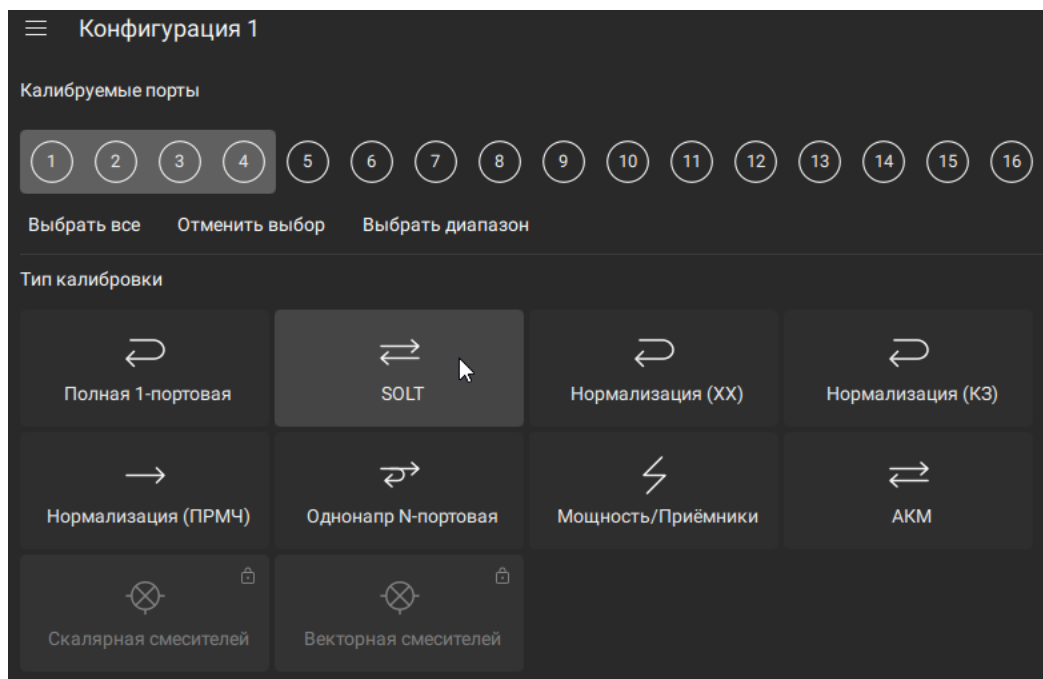 Конфигурация 1
Калибруемые порты
1 2 3 4 5 6 7 8 9 10 11 12 13 14 15 16
Выбрать все Отменить выбор Выбрать диапазон
Тип калибровки
Полная 1-портовая SOLT Нормализация (ХХ) Нормализация (КЗ)
Нормализация (ПРМЧ) Однонапр N-портовая Мощность/Приёмники АКМ
Скалярная смесителей Векторная смесителей